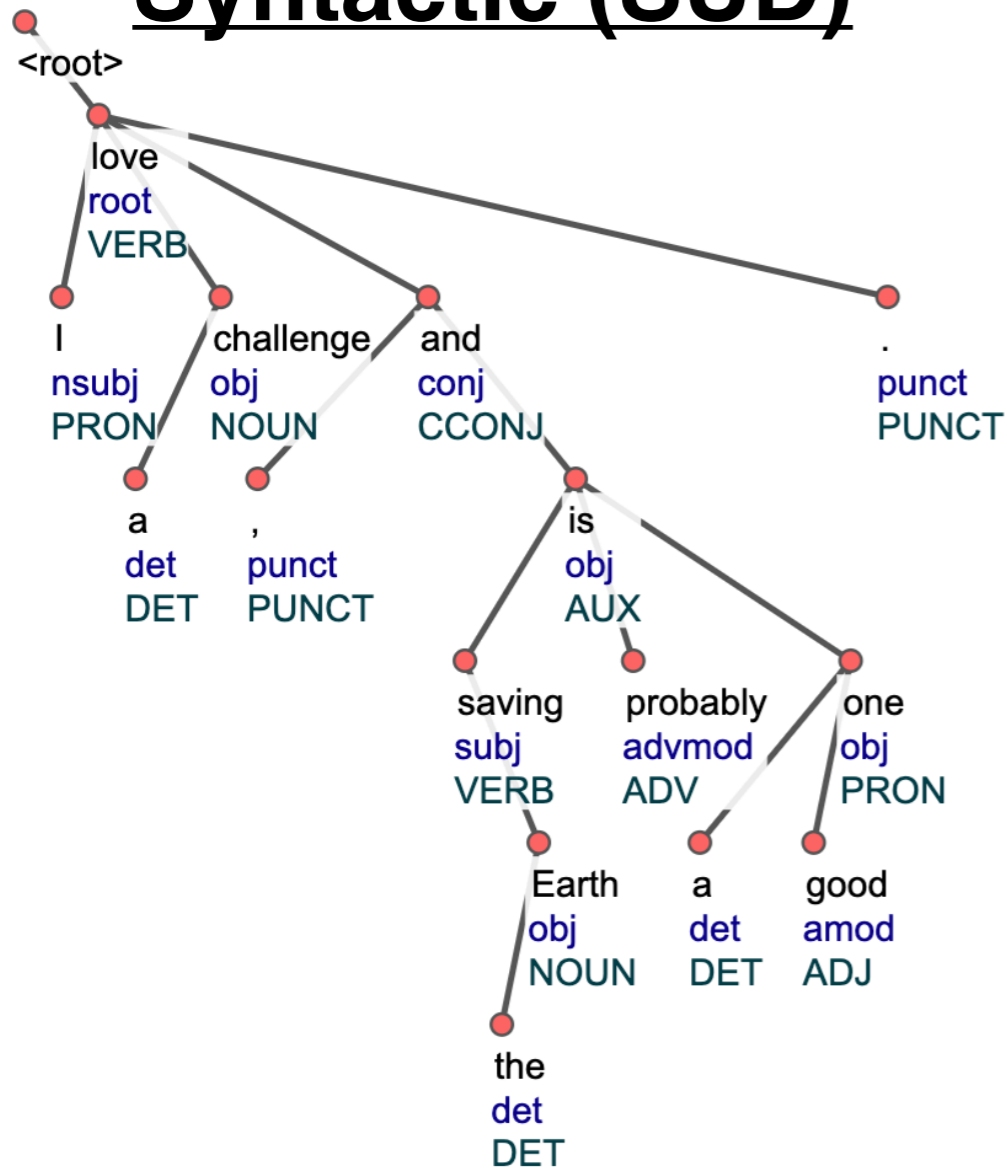 Syntactic (SUD)
<root>
love
root
VERB
I challenge and .
nsubj obj conj punct
PRON NOUN CCONJ PUNCT
a , is
det punct obj
DET PUNCT AUX
saving probably one
subj advmod obj
VERB ADV PRON
Earth a good
obj det amod
NOUN DET ADJ
the
det
DET